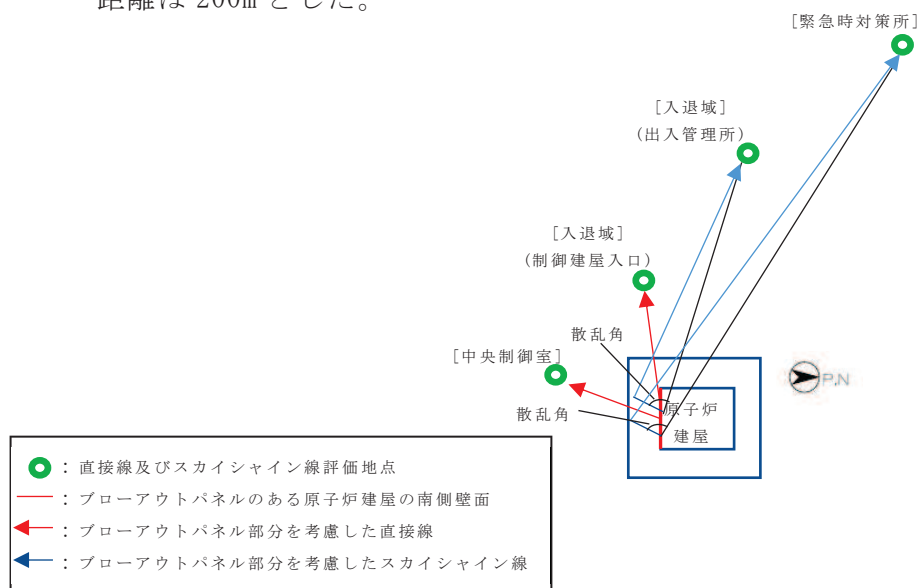 距離は 200m とした。
[緊急時対策所]
[入退域]
(出入管理所)
[入退域]
(制御建屋入口)
散乱角
[中央制御室]
P,N
原子炉
散乱角
建屋
：直接線及びスカイシャイン線評価地点
：ブローアウトパネルのある原子炉建屋の南側壁面
：ブローアウトパネル部分を考慮した直接線
：ブローアウトパネル部分を考慮したスカイシャイン線